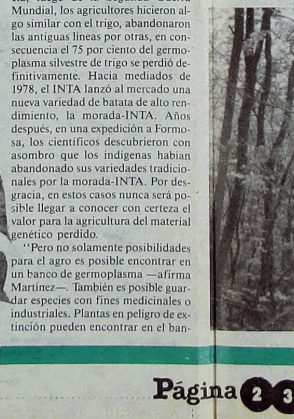 Mundial, los agricultores hicieron al-
go similar con el trigo, abandonaron
las antiguas líneas por otras, en con-
secuencia el 75 por ciento del germo-
plasma silvestre de trigo se perdió de-
finitivamente. Hacia mediados de
1978, el INTA lanzó al mercado una
nueva variedad de batata de alto ren-
dimiento, la morada-INTA. Años
después, en una expedición a Formo-
sa, los científicos descubrieron con
asombro que los indígenas habían
abandonado sus variedades tradicio-
nales por la morada-INTA. Por des-
gracia, en estos casos nunca será po-
sible llegar a conocer con certeza el
valor para la agricultura del material
genético perdido.
"Pero no solamente posibilidades
para el agro es posible encontrar en
un banco de germoplasma —afirma
Martínez—. También es posible guar-
dar especies con fines medicinales o
industriales. Plantas en peligro de ex-
tinción pueden encontrar en el ban-
Página 2 3